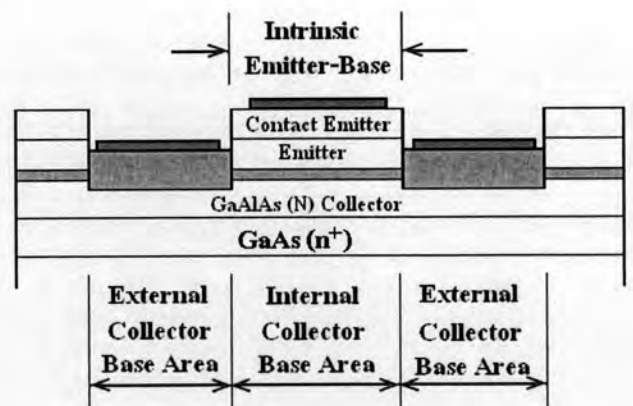 Intrinsic
Emitter-Base
Contact Emitter
Emitter
GaAlAs (N) Collector
GaAs (n+)
External
Collector
Base Area
Internal
Collector
Base Area
External
Collector
Base Area